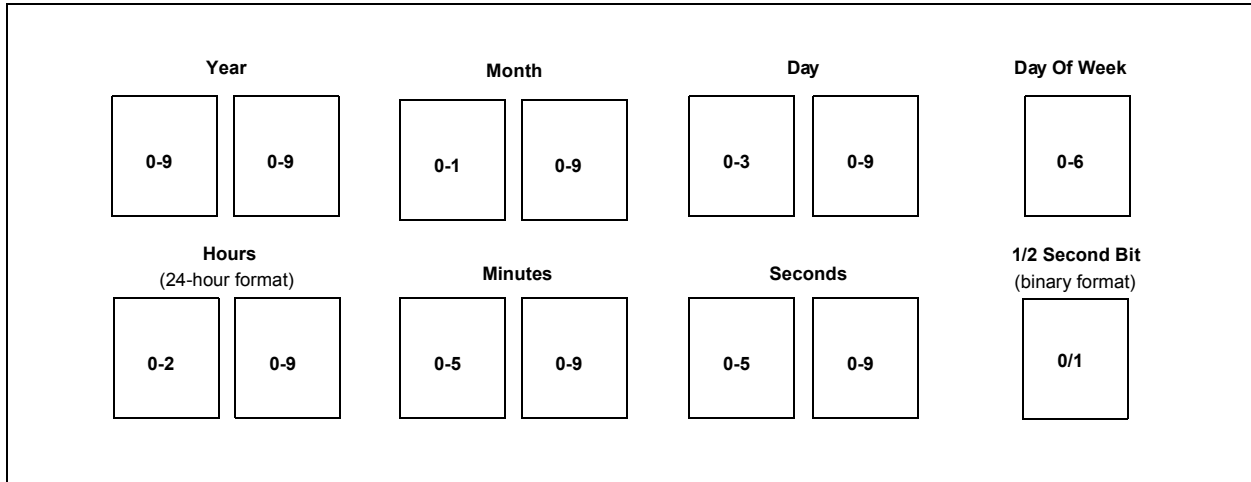 Year
Month
Day
Day Of Week
0-9
0-9
0-1
0-9
0-3
0-9
0-6
Hours
(24-hour format)
Minutes
Seconds
1/2 Second Bit
(binary format)
0-2
0-9
0-5
0-9
0-5
0-9
0/1